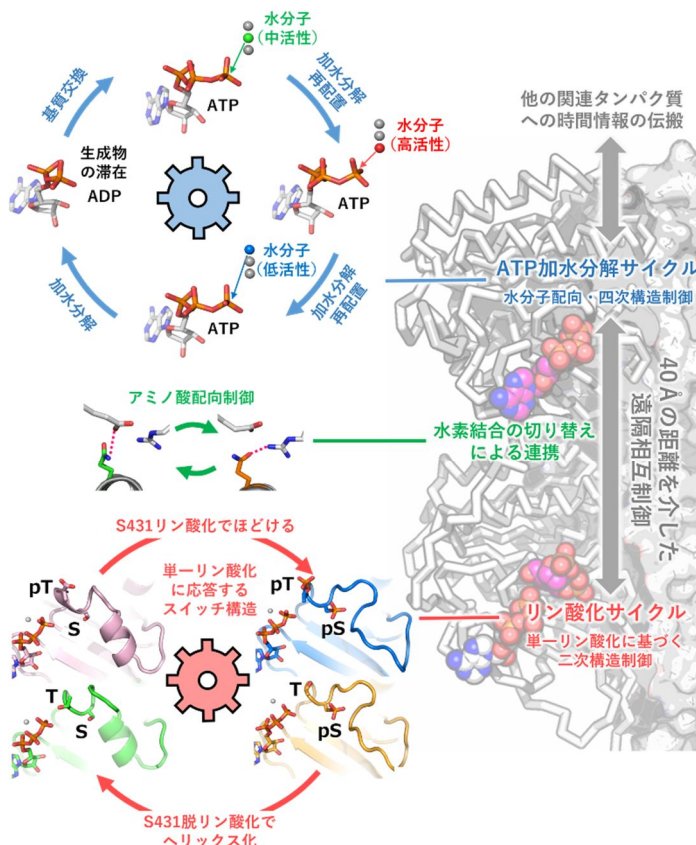 水分子
(中活性)
基質交換
ATP
加水分解
再配置
水分子
(高活性)
他の関連タンパク質
への時間情報の伝搬
生成物
の滞在
ADP
ATP
水分子
(低活性)
加水分解
ATP
加水分解
再配置
ATP加水分解サイクル
水分子配向・四次構造制御
アミノ酸配向制御
水素結合の切り替え
による連携
40Åの距離を介した
遠隔相互制御
S431リン酸化でほどける
単一リン酸化
に応答する
スイッチ構造
pT
S
pS
T
S
T
pS
リン酸化サイクル
単一リン酸化に基づく
二次構造制御
S431脱リン酸化で
ヘリックス化